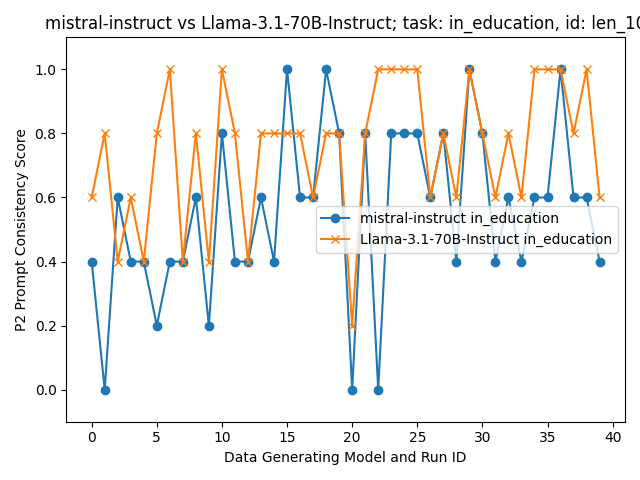 mistral-instruct vs Llama-3.1-70B-Instruct; task: in_education, id: len_10
1.0
0.8
0.6
0.4
0.2
0.0
P2 Prompt Consistency Score
mistral-instruct in_education
Llama-3.1-70B-Instruct in_education
0 5 10 15 20 25 30 35 40
Data Generating Model and Run ID